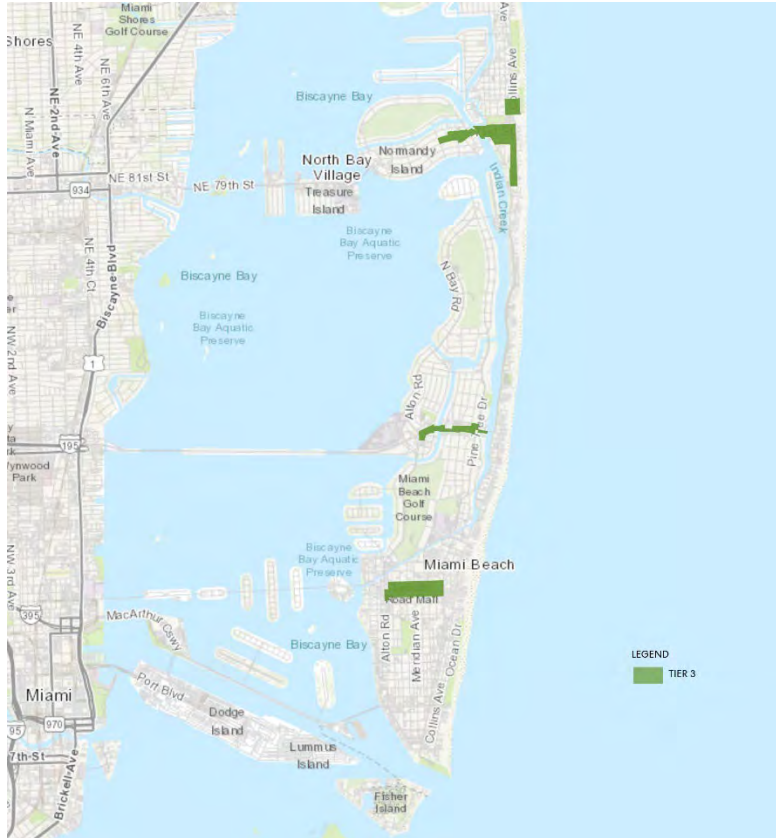 Miami
Shores
Golf Course
Shores
NE 4th Ave
NE 6th Ave
N Miami Ave
NE-2nd-Ave
Ave
Biscayne Bay
Normandy
Island
North Bay
Village
Treasure
Island
NE 81st St
934
NE 79th St
Indian Creek
NE 4th Ct
Biscayne-Blvd
Biscayne
Bay Aquatic
Preserve
Biscayne Bay
Biscayne
Bay Aquatic
Preserve
N Bay Rd
NW 2nd Ave
1
Alton Rd
Pine Tree Dr
195
Park
Miami
Beach
Golf
Course
NW 3rd Ave
Biscayne
Bay Aquatic
Preserve
Miami Beach
Road Mall
395
MacArthur Cswy
Alton Rd
Meridian Ave
Ocean Dr
Biscayne Bay
LEGEND
TIER 3
Port Blvd
Miami
Dodge
Island
Collins Ave
970
95
7th-St
Lummus
Island
Brickell-Ave
Fisher
Island